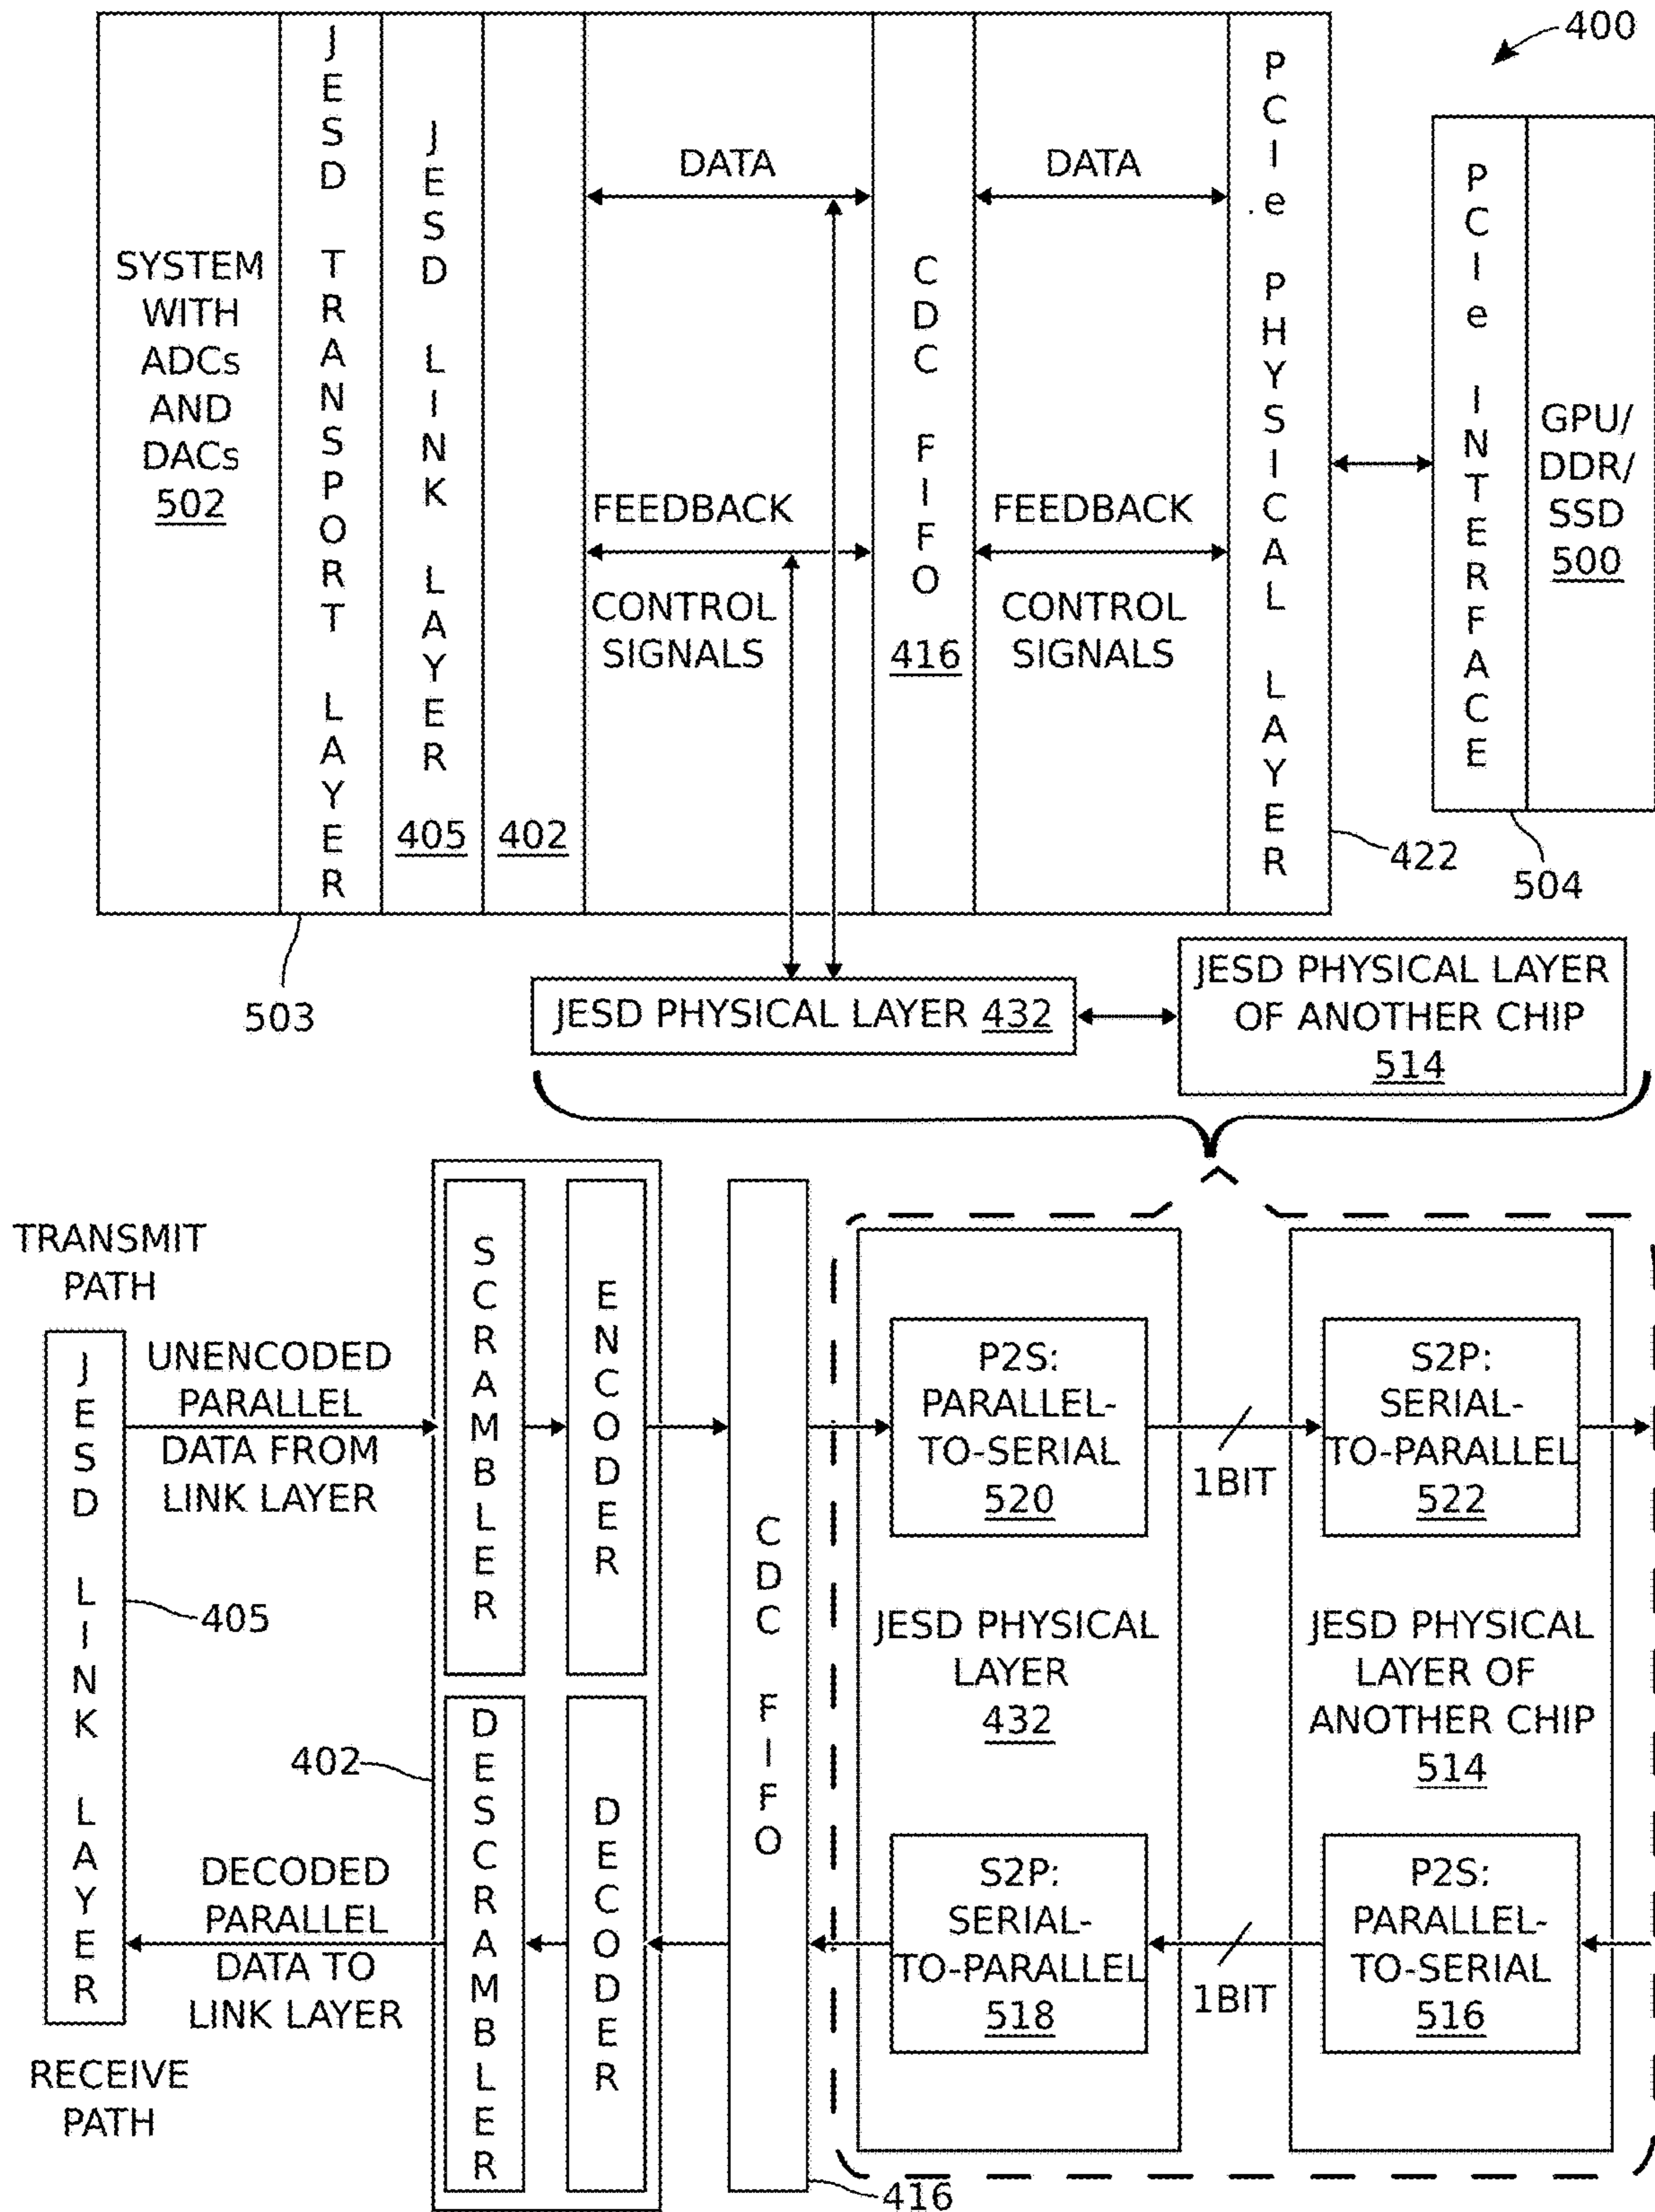 400
SYSTEM
WITH
ADCs
AND
DACs
502
JESD TRANSPORT LAYER
503
JESD LINK LAYER
405
402
DATA
FEEDBACK
CONTROL
SIGNALS
CDC FIFO
416
DATA
FEEDBACK
CONTROL
SIGNALS
PCIe PHYSICAL LAYER
422
PCIe INTERFACE
504
GPU/
DDR/
SSD
500
JESD PHYSICAL LAYER 432
JESD PHYSICAL LAYER
OF ANOTHER CHIP
514
TRANSMIT
PATH
JESD LINK LAYER
405
UNENCODED
PARALLEL
DATA FROM
LINK LAYER
SCRAMBLER
ENCODER
CDC FIFO
P2S:
PARALLEL-
TO-SERIAL
520
1BIT
S2P:
SERIAL-
TO-PARALLEL
522
JESD PHYSICAL
LAYER
432
JESD PHYSICAL
LAYER OF
ANOTHER CHIP
514
402
DESCRAMBLER
DECODER
DECODED
PARALLEL
DATA TO
LINK LAYER
S2P:
SERIAL-
TO-PARALLEL
518
1BIT
P2S:
PARALLEL-
TO-SERIAL
516
RECEIVE
PATH
416